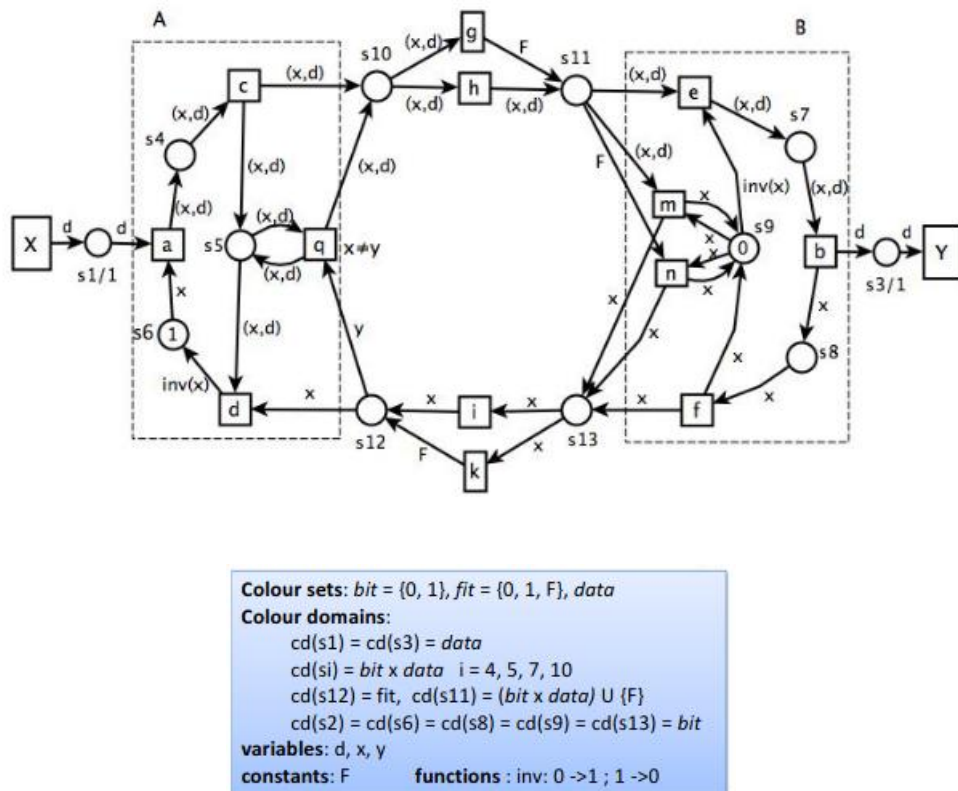 A
B
g
(x,d)
F
s10
s11
(x,d)
h
(x,d)
(x,d)
c
(x,d)
e
(x,d)
s7
s4
(x,d)
(x,d)
(x,d)
F
(x,d)
(x,d)
inv(x)
(x,d)
m
x
x
s9
0
x
n
x
X
d
s1/1
d
a
(x,d)
s5
(x,d)
(x,d)
q
x≠y
b
d
s3/1
d
Y
x
s6
1
(x,d)
y
x
x
x
x
s8
inv(x)
d
x
s12
x
i
x
s13
x
f
x
F
k
x
Colour sets: bit = {0, 1}, fit = {0, 1, F}, data
Colour domains:
cd(s1) = cd(s3) = data
cd(si) = bit x data i = 4, 5, 7, 10
cd(s12) = fit, cd(s11) = (bit x data) U {F}
cd(s2) = cd(s6) = cd(s8) = cd(s9) = cd(s13) = bit
variables: d, x, y
constants: F functions : inv: 0 ->1 ; 1 ->0